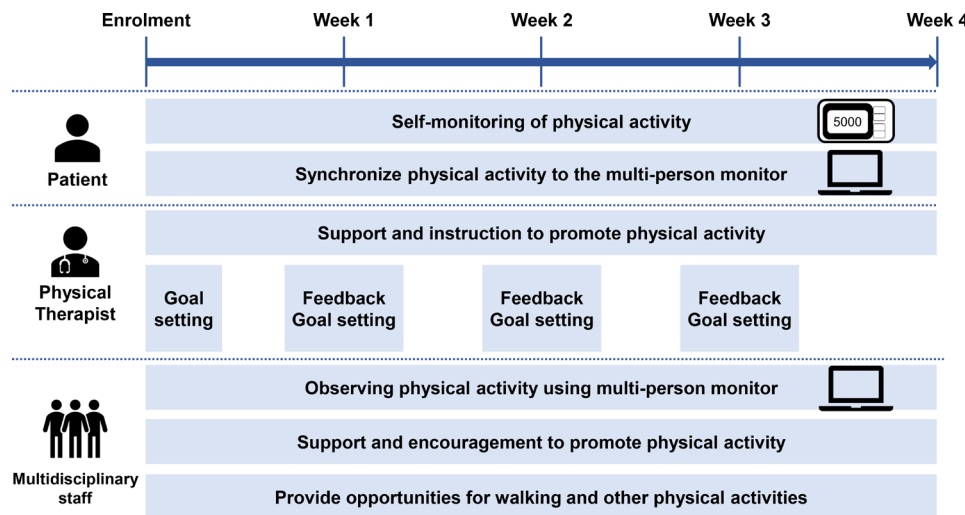 Enrolment Week 1 Week 2 Week 3 Week 4
Self-monitoring of physical activity
5000
Patient
Synchronize physical activity to the multi-person monitor
Support and instruction to promote physical activity
Physical
Therapist
Goal
setting
Feedback
Goal setting
Feedback
Goal setting
Feedback
Goal setting
Observing physical activity using multi-person monitor
Multidisciplinary
staff
Support and encouragement to promote physical activity
Provide opportunities for walking and other physical activities